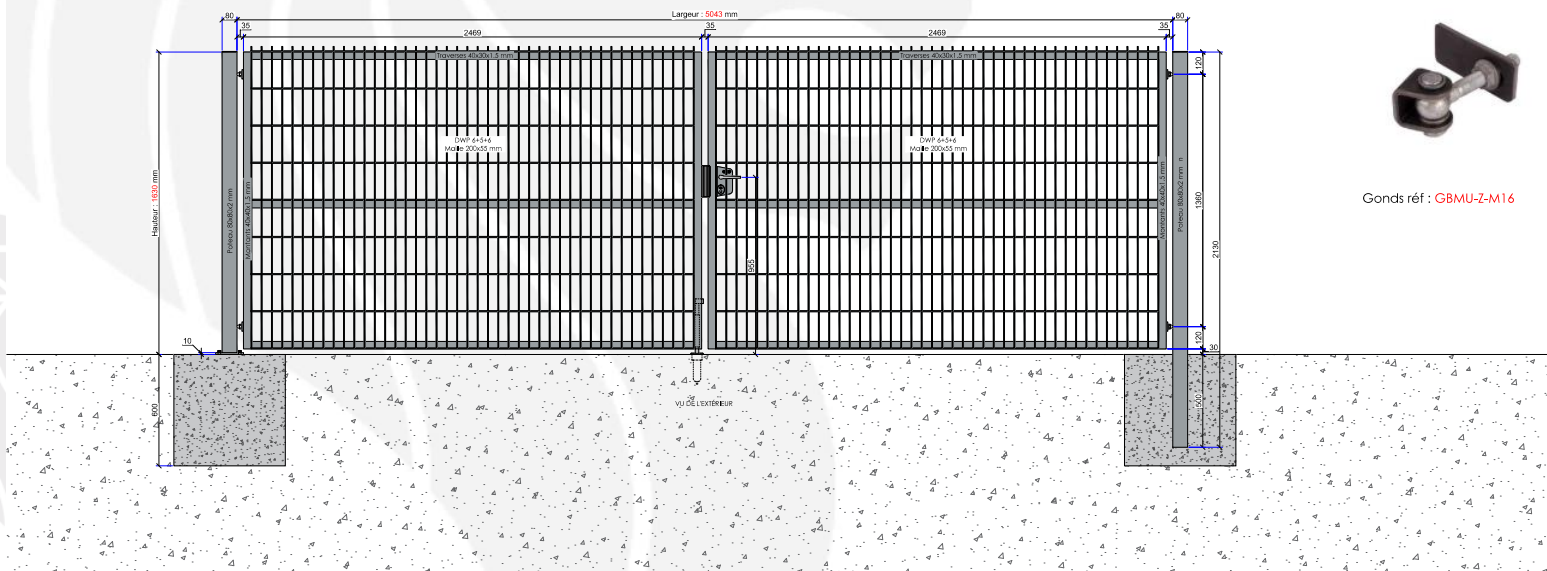 Largeur : 5043 mm
80
80
35
35
35
2469
2469
Traverses 40x30x1.5 mm
Traverses 40x30x1.5 mm
120
DWP 6+5+6
Maille 200x55 mm
DWP 6+5+6
Maille 200x55 mm
Hauteur : 1630 mm
Poteau 80x80x2 mm
Montants 40x40x1.5 mm
Montants 40x40x1.5 mm
Poteau 80x80x2 mm n
1360
2130
Gonds réf : GBMU-Z-M16
955
120
10
30
600
500
VU DE L'EXTÉRIEUR